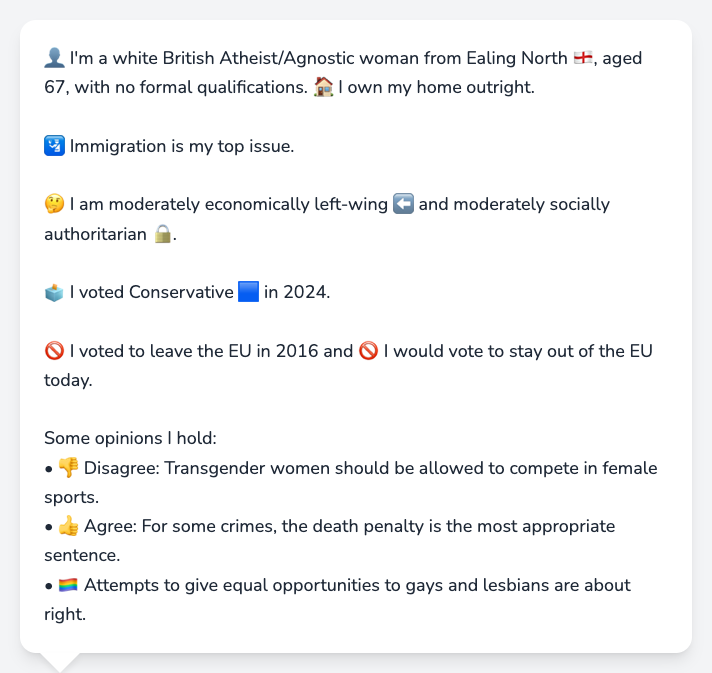 👤 I'm a white British Atheist/Agnostic woman from Ealing North 🏴󠁧󠁢󠁥󠁮󠁧󠁿, aged
67, with no formal qualifications. 🏠 I own my home outright.
🛂 Immigration is my top issue.
🤔 I am moderately economically left-wing ⬅️ and moderately socially
authoritarian 🔒.
🗳️ I voted Conservative 🟦 in 2024.
🚫 I voted to leave the EU in 2016 and 🚫 I would vote to stay out of the EU
today.
Some opinions I hold:
• 👎 Disagree: Transgender women should be allowed to compete in female
sports.
• 👍 Agree: For some crimes, the death penalty is the most appropriate
sentence.
• 🏳️‍🌈 Attempts to give equal opportunities to gays and lesbians are about
right.